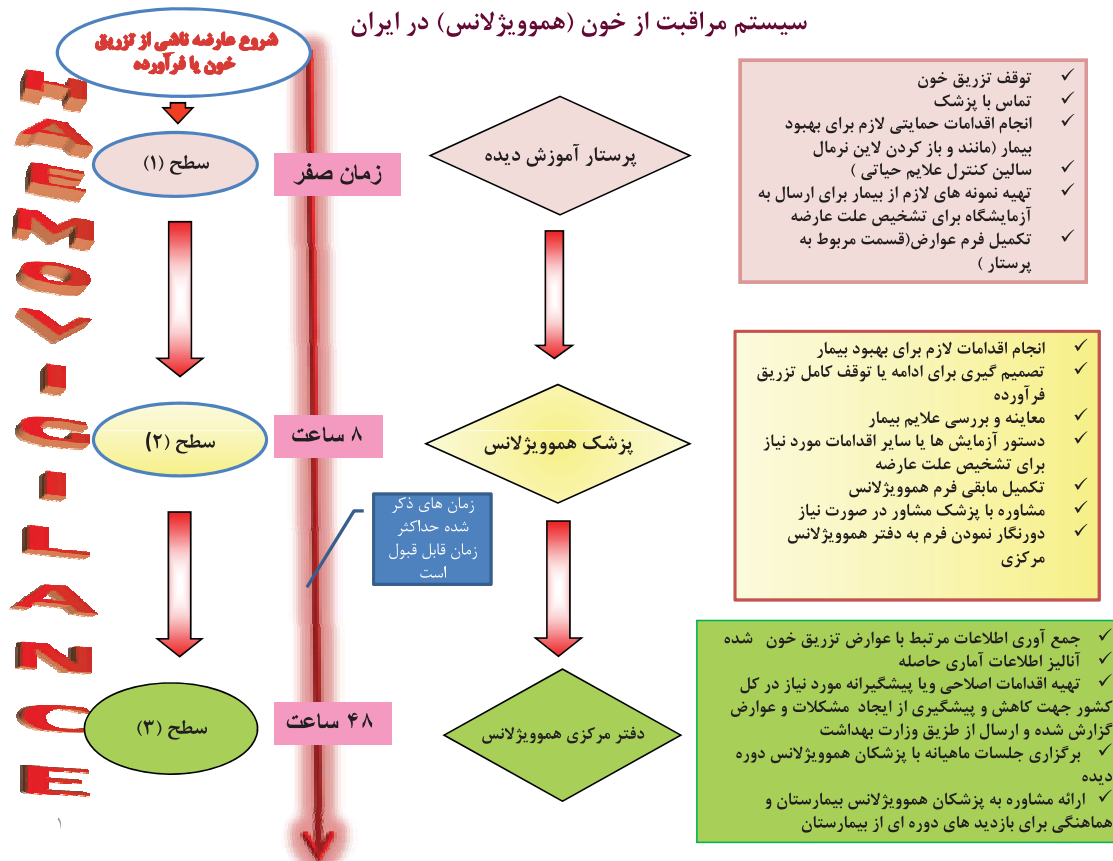 سیستم مراقبت از خون (هموویژلانس) در ایران
شروع عارضه ناشی از تزریق
خون یا فرآورده
HAEMOVIGILANCE
سطح (۱)
زمان صفر
پرستار آموزش دیده
✓ توقف تزریق خون
✓ تماس با پزشک
✓ انجام اقدامات حمایتی لازم برای بهبود
بیمار (مانند و باز کردن لاین نرمال
سالین کنترل علایم حیاتی )
✓ تهیه نمونه های لازم از بیمار برای ارسال به
آزمایشگاه برای تشخیص علت عارضه
✓ تکمیل فرم عوارض(قسمت مربوط به
پرستار )
سطح (۲)
۸ ساعت
پزشک هموویژلانس
✓ انجام اقدامات لازم برای بهبود بیمار
✓ تصمیم گیری برای ادامه یا توقف کامل تزریق
فرآورده
✓ معاینه و بررسی علایم بیمار
✓ دستور آزمایش ها یا سایر اقدامات مورد نیاز
برای تشخیص علت عارضه
✓ تکمیل مابقی فرم هموویژلانس
✓ مشاوره با پزشک مشاور در صورت نیاز
✓ دورنگار نمودن فرم به دفتر هموویژلانس
مرکزی
زمان های ذکر
شده حداکثر
زمان قابل قبول
است
سطح (۳)
۴۸ ساعت
دفتر مرکزی هموویژلانس
✓ جمع آوری اطلاعات مرتبط با عوارض تزریق خون شده
✓ آنالیز اطلاعات آماری حاصله
✓ تهیه اقدامات اصلاحی ویا پیشگیرانه مورد نیاز در کل
کشور جهت کاهش و پیشگیری از ایجاد مشکلات و عوارض
گزارش شده و ارسال از طزیق وزارت بهداشت
✓ برگزاری جلسات ماهیانه با پزشکان هموویژلانس دوره
دیده
✓ ارائه مشاوره به پزشکان هموویژلانس بیمارستان و
هماهنگی برای بازدید های دوره ای از بیمارستان
۱